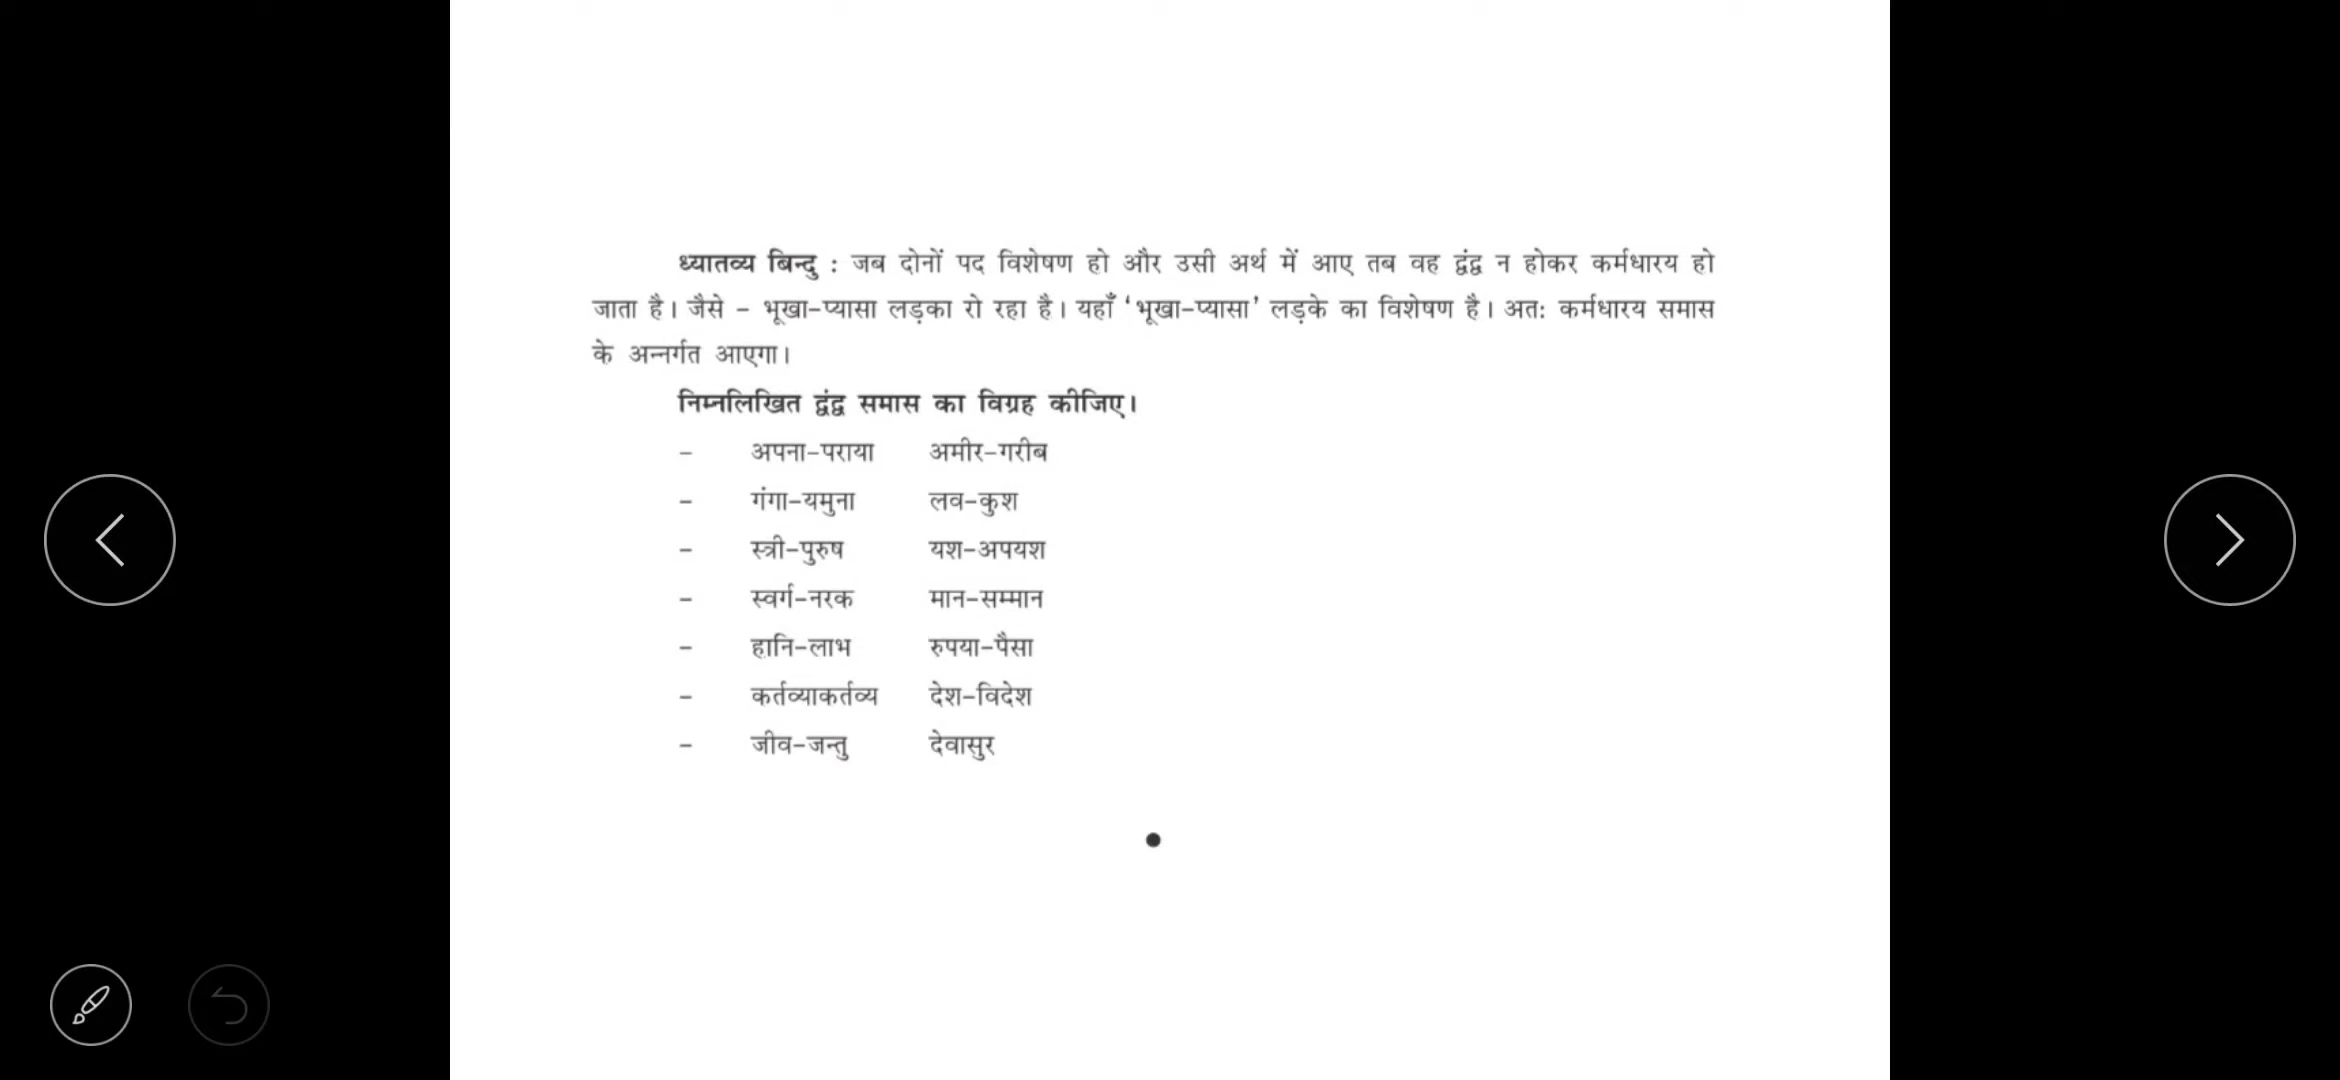 ध्यातव्य बिन्दु : जब दोनों पद विशेषण हो और उसी अर्थ में आए तब वह द्वंद्व न होकर कर्मधारय हो
जाता है। जैसे – भूखा-प्यासा लड़का रो रहा है। यहाँ ‘भूखा-प्यासा’ लड़के का विशेषण है। अतः कर्मधारय समास
के अन्नर्गत आएगा।
निम्नलिखित द्वंद्व समास का विग्रह कीजिए।
– अपना-पराया अमीर-गरीब
– गंगा-यमुना लव-कुश
– स्त्री-पुरुष यश-अपयश
– स्वर्ग-नरक मान-सम्मान
– हानि-लाभ रुपया-पैसा
– कर्तव्याकर्तव्य देश-विदेश
– जीव-जन्तु देवासुर